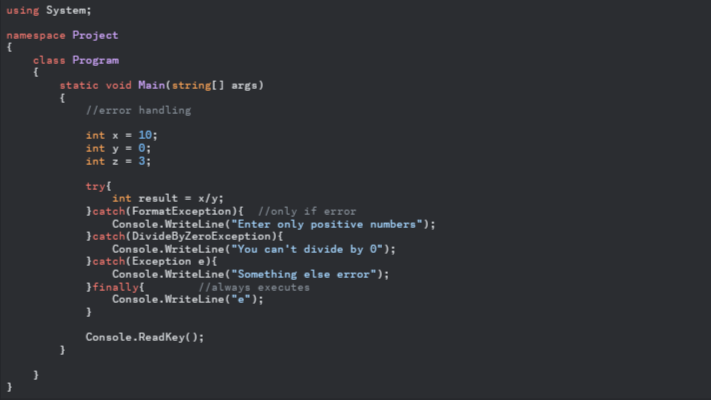 using System;

namespace Project
{
    class Program
    {
        static void Main(string[] args)
        {
            //error handling

            int x = 10;
            int y = 0;
            int z = 3;

            try{
                int result = x/y;
            }catch(FormatException){  //only if error
                Console.WriteLine("Enter only positive numbers");
            }catch(DivideByZeroException){
                Console.WriteLine("You can't divide by 0");
            }catch(Exception e){
                Console.WriteLine("Something else error");
            }finally{        //always executes
                Console.WriteLine("e");
            }

            Console.ReadKey();
        }

    }
}